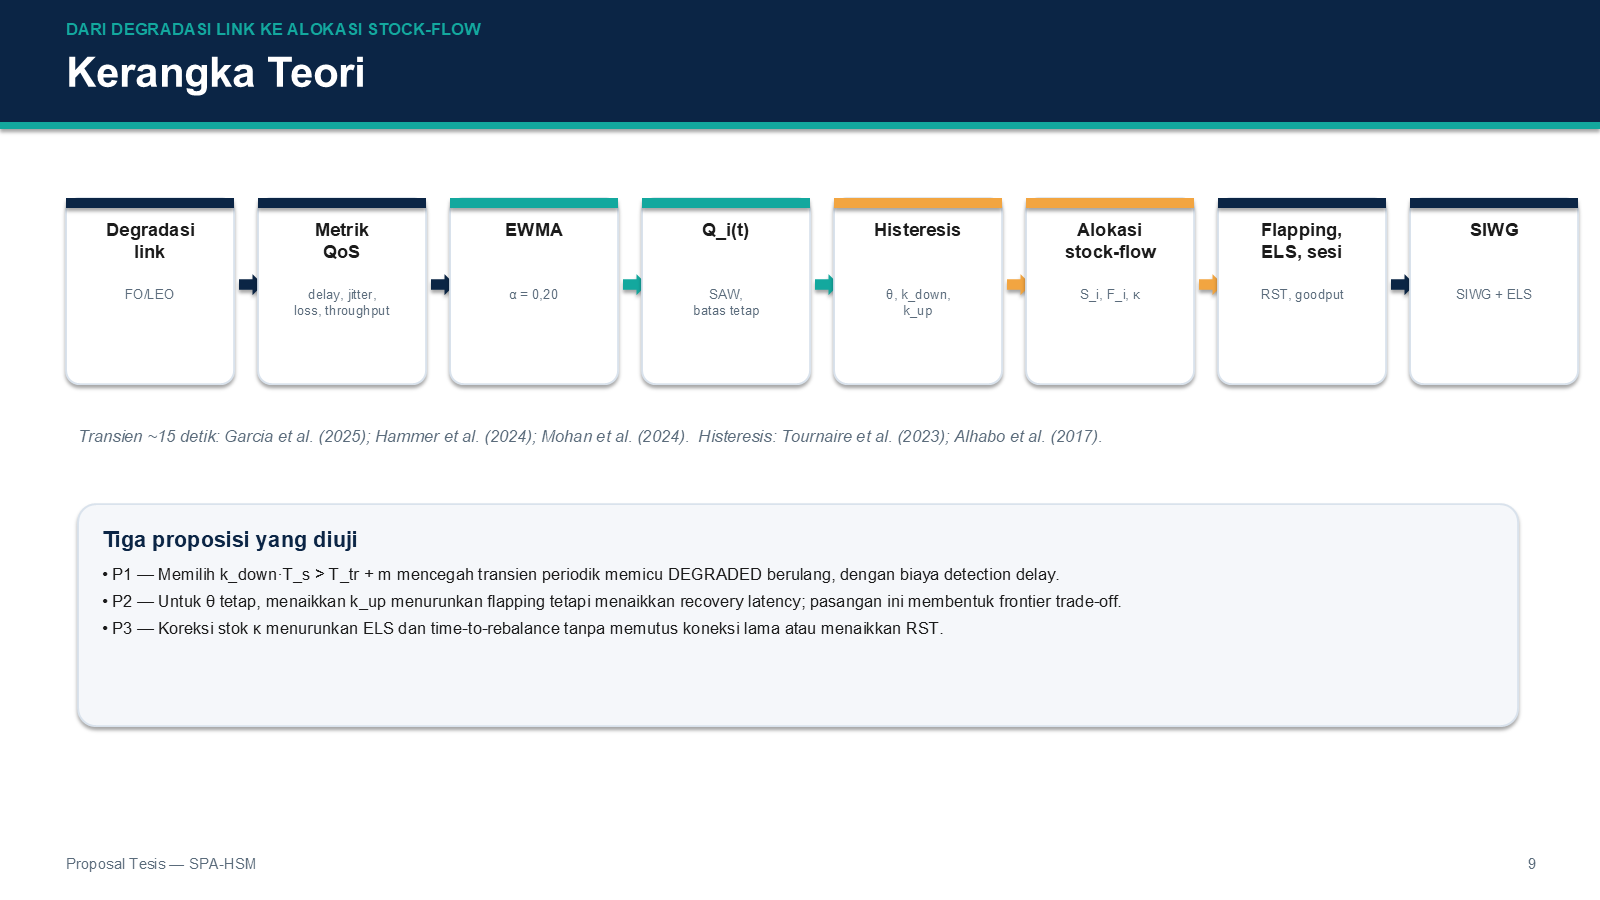 DARI DEGRADASI LINK KE ALOKASI STOCK-FLOW
Kerangka Teori
Degradasi
link
FO/LEO
Metrik
QoS
delay, jitter,
loss, throughput
EWMA
α = 0,20
Q_i(t)
SAW,
batas tetap
Histeresis
θ, k_down,
k_up
Alokasi
stock-flow
S_i, F_i, κ
Flapping,
ELS, sesi
RST, goodput
SIWG
SIWG + ELS
Transien ~15 detik: Garcia et al. (2025); Hammer et al. (2024); Mohan et al. (2024).  Histeresis: Tournaire et al. (2023); Alhabo et al. (2017).
Tiga proposisi yang diuji
• P1 — Memilih k_down·T_s > T_tr + m mencegah transien periodik memicu DEGRADED berulang, dengan biaya detection delay.
• P2 — Untuk θ tetap, menaikkan k_up menurunkan flapping tetapi menaikkan recovery latency; pasangan ini membentuk frontier trade-off.
• P3 — Koreksi stok κ menurunkan ELS dan time-to-rebalance tanpa memutus koneksi lama atau menaikkan RST.
Proposal Tesis — SPA-HSM
9